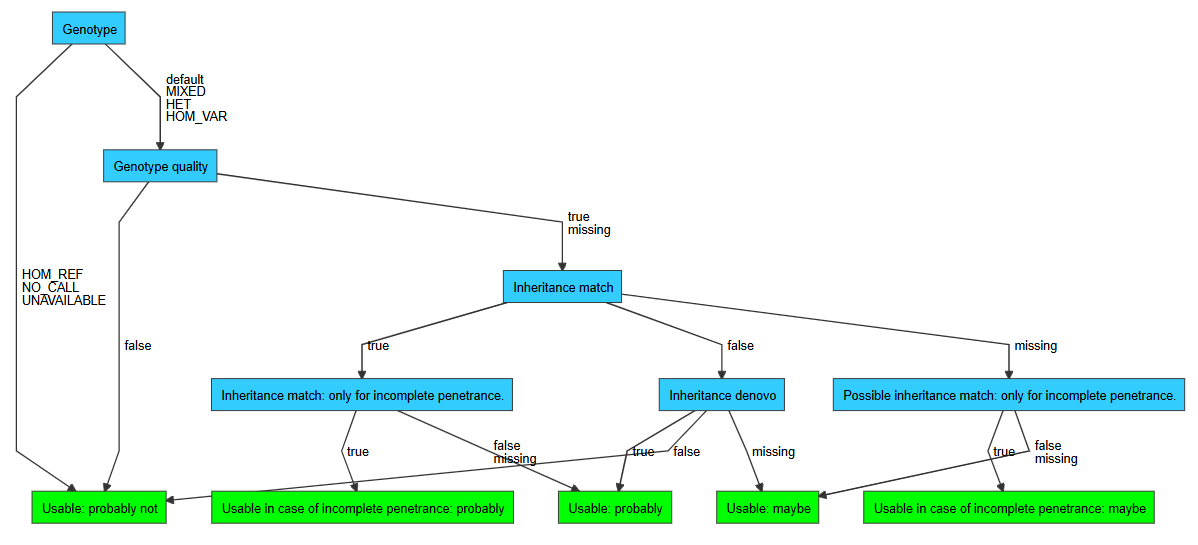 Genotype
default
MIXED
HET
HOM_VAR
Genotype quality
true
missing
HOM_REF
NO_CALL
UNAVAILABLE
Inheritance match
false
true
false
missing
Inheritance match: only for incomplete penetrance.
Inheritance denovo
Possible inheritance match: only for incomplete penetrance.
true
false
missing
true
false
missing
true
false
missing
Usable: probably not
Usable in case of incomplete penetrance: probably
Usable: probably
Usable: maybe
Usable in case of incomplete penetrance: maybe